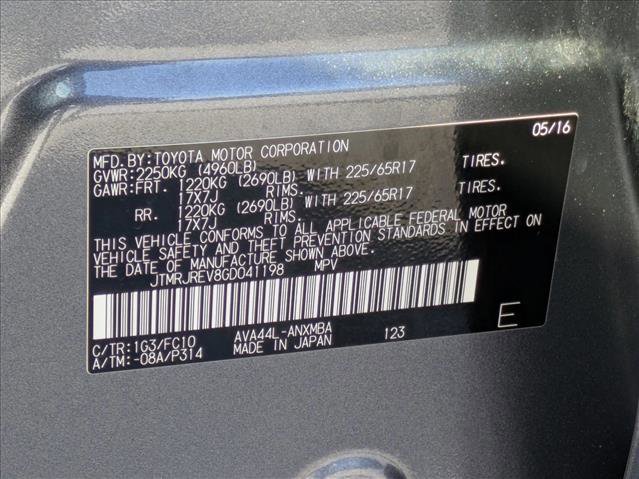 05/16
MFD.BY:TOYOTA MOTOR CORPORATION
GVWR:2250KG (4960LB)
GAWR:FRT. 1220KG (2690LB) WITH 225/65R17 TIRES.
17X7J RIMS.
RR. 1220KG (2690LB) WITH 225/65R17 TIRES.
17X7J RIMS.
THIS VEHICLE CONFORMS TO ALL APPLICABLE FEDERAL MOTOR
VEHICLE SAFETY AND THEFT PREVENTION STANDARDS IN EFFECT ON
THE DATE OF MANUFACTURE SHOWN ABOVE.
JTMRJREV8GD041198 MPV
C/TR:1G3/FC10 AVA44L-ANXMBA 123
A/TM:-08A/P314 MADE IN JAPAN
E